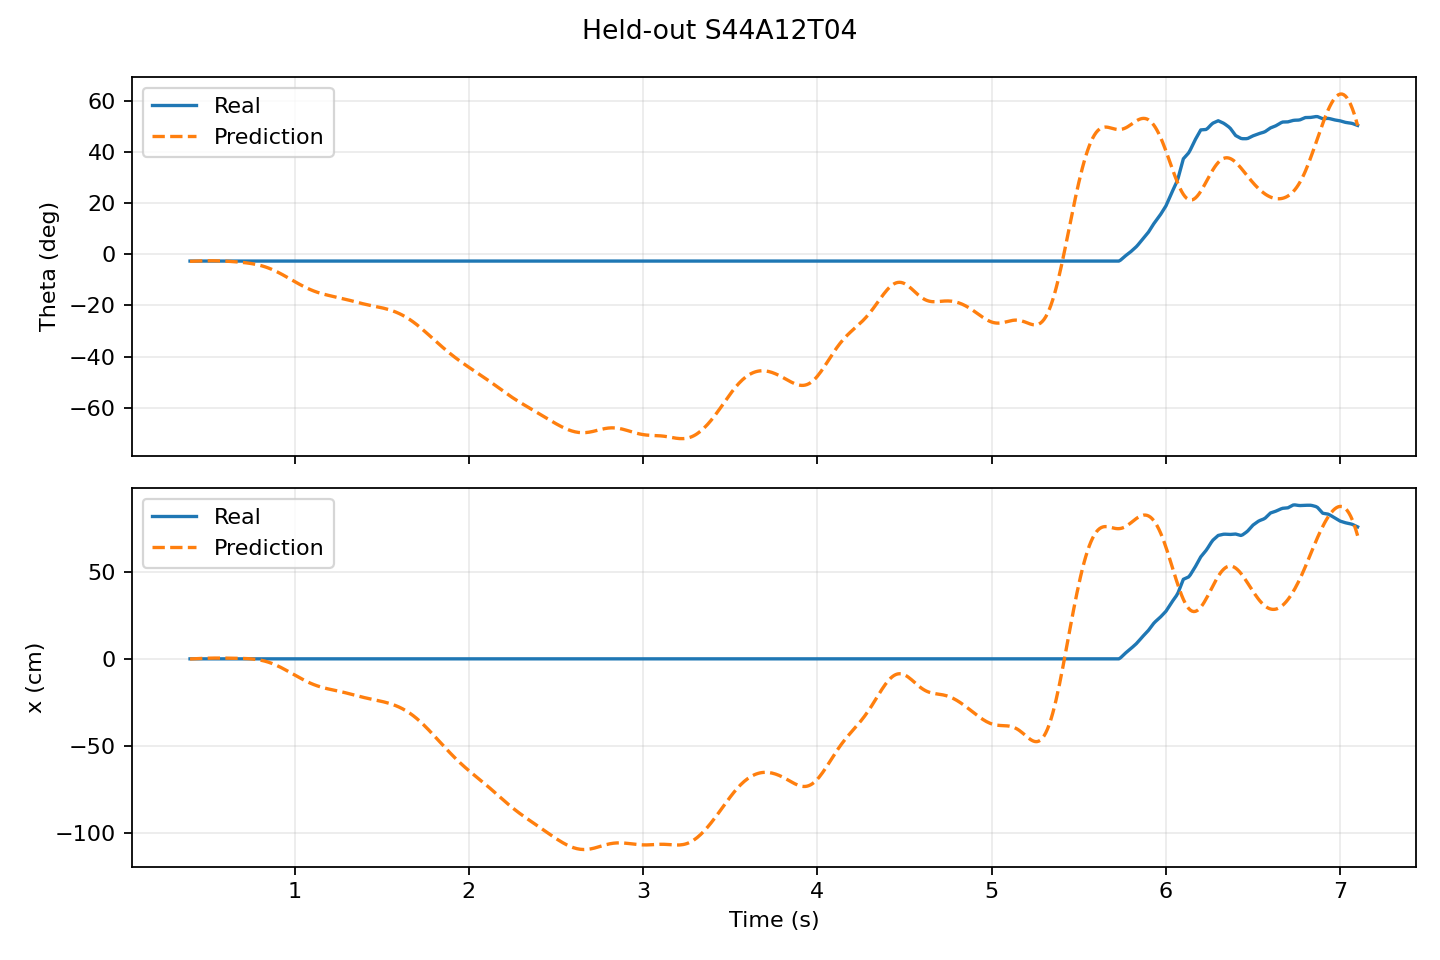 Held-out S44A12T04
Real
Prediction
Theta (deg)
60
40
20
0
−20
−40
−60
Real
Prediction
x (cm)
50
0
−50
−100
1 2 3 4 5 6 7
Time (s)